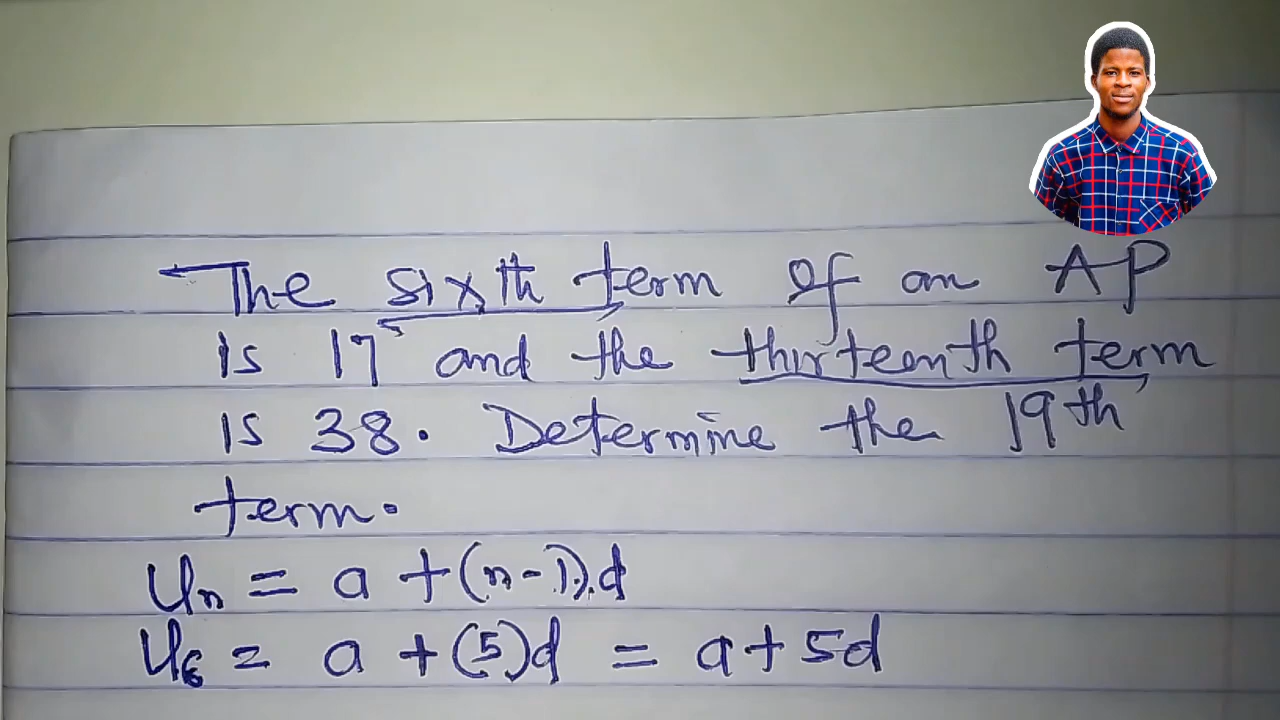 The sixth term of an AP
is 17 and the thirteenth term
is 38. Determine the 19th
term.
Un = a + (n-1).d
U6 = a + (5)d = a + 5d